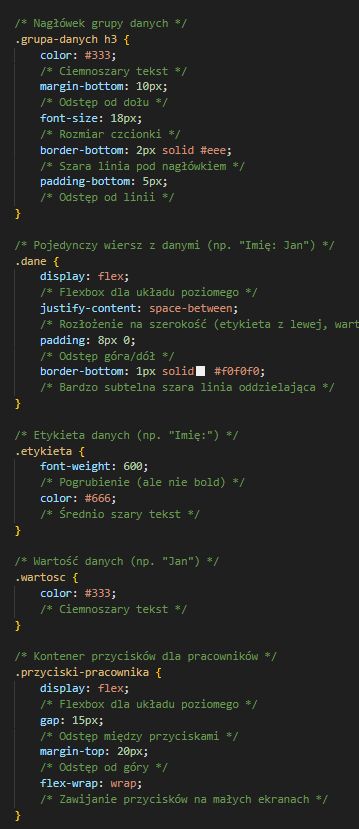 /* Nagłówek grupy danych */
.grupa-danych h3 {
    color: #333;
    /* Ciemnoszary tekst */
    margin-bottom: 10px;
    /* Odstęp od dołu */
    font-size: 18px;
    /* Rozmiar czcionki */
    border-bottom: 2px solid #eee;
    /* Szara linia pod nagłówkiem */
    padding-bottom: 5px;
    /* Odstęp od linii */
}

/* Pojedynczy wiersz z danymi (np. "Imię: Jan") */
.dane {
    display: flex;
    /* Flexbox dla układu poziomego */
    justify-content: space-between;
    /* Rozłożenie na szerokość (etykieta z lewej, wart
    padding: 8px 0;
    /* Odstęp góra/dół */
    border-bottom: 1px solid #f0f0f0;
    /* Bardzo subtelna szara linia oddzielająca */
}

/* Etykieta danych (np. "Imię:") */
.etykieta {
    font-weight: 600;
    /* Pogrubienie (ale nie bold) */
    color: #666;
    /* Średnio szary tekst */
}

/* Wartość danych (np. "Jan") */
.wartosc {
    color: #333;
    /* Ciemnoszary tekst */
}

/* Kontener przycisków dla pracowników */
.przyciski-pracownika {
    display: flex;
    /* Flexbox dla układu poziomego */
    gap: 15px;
    /* Odstęp między przyciskami */
    margin-top: 20px;
    /* Odstęp od góry */
    flex-wrap: wrap;
    /* Zawijanie przycisków na małych ekranach */
}